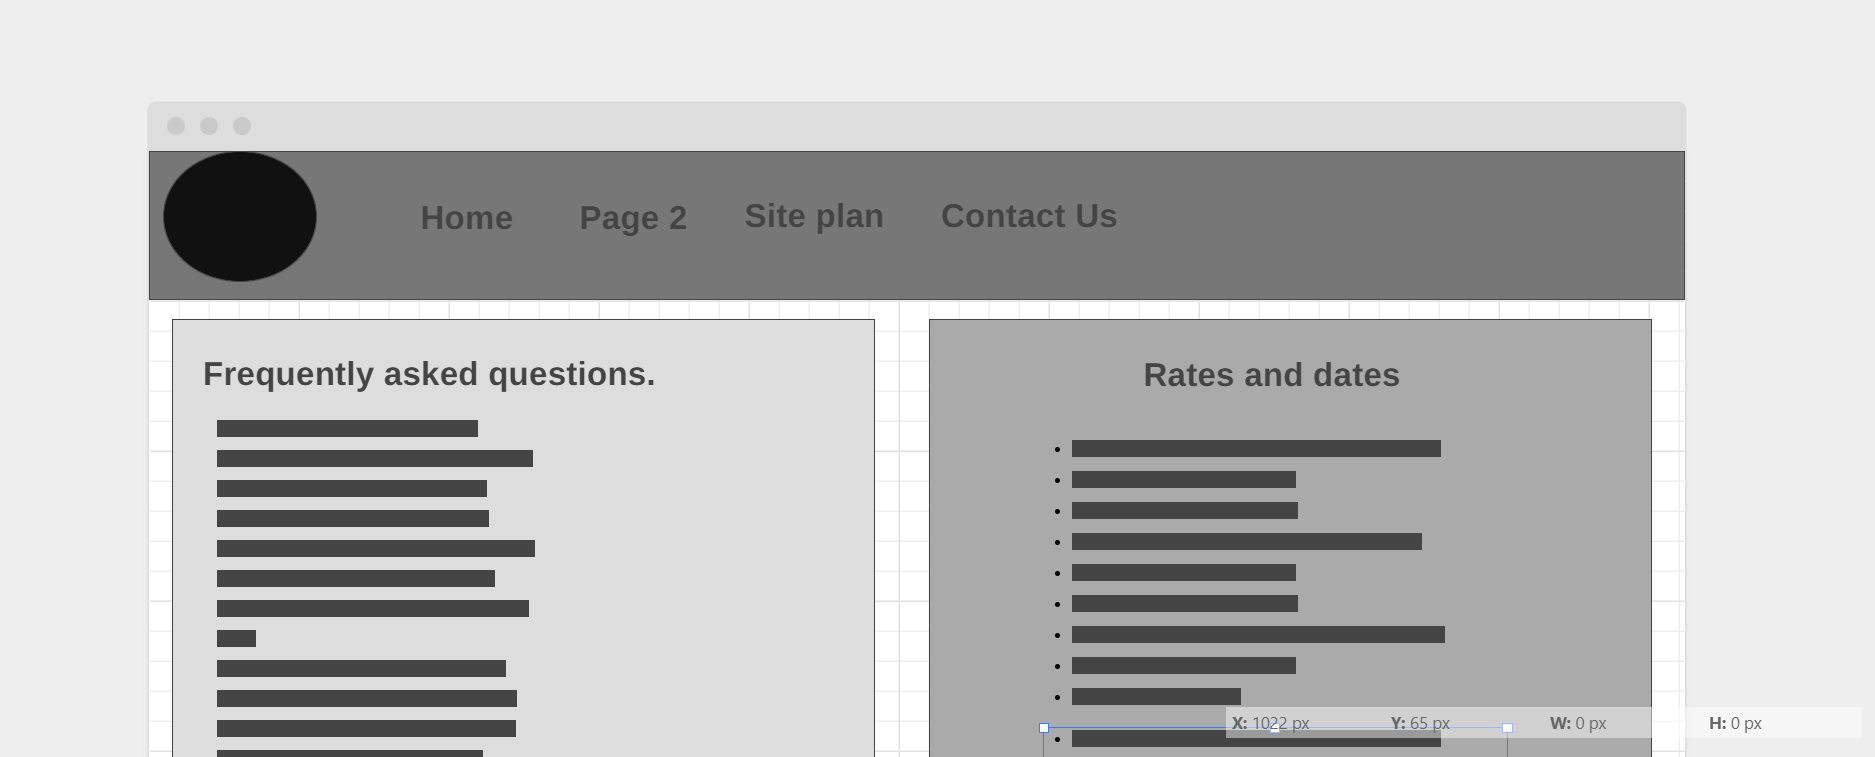 Home Page 2 Site plan Contact Us
Frequently asked questions.
Rates and dates
X: 1022 px Y: 65 px W: 0 px H: 0 px